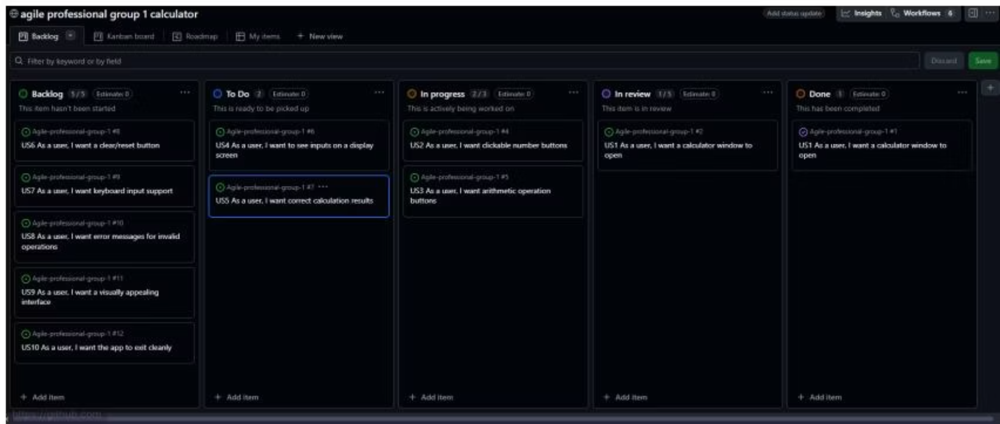 agile professional group 1 calculator
Add status update
Insights
Workflows 6
Backlog
Kanban board
Roadmap
My items
+ New view
Filter by keyword or by field
Discard
Save
Backlog 5/5 Estimate: 0
This item hasn't been started
Agile-professional-group-1 #8
US6 As a user, I want a clear/reset button
Agile-professional-group-1 #9
US7 As a user, I want keyboard input support
Agile-professional-group-1 #10
US8 As a user, I want error messages for invalid
operations
Agile-professional-group-1 #11
US9 As a user, I want a visually appealing
interface
Agile-professional-group-1 #12
US10 As a user, I want the app to exit cleanly
+ Add item
To Do 2 Estimate: 0
This is ready to be picked up
Agile-professional-group-1 #6
US4 As a user, I want to see inputs on a display
screen
Agile-professional-group-1 #7
US5 As a user, I want correct calculation results
+ Add item
In progress 2/3 Estimate: 0
This is actively being worked on
Agile-professional-group-1 #4
US2 As a user, I want clickable number buttons
Agile-professional-group-1 #5
US3 As a user, I want arithmetic operation
buttons
+ Add item
In review 1/5 Estimate: 0
This item is in review
Agile-professional-group-1 #2
US1 As a user, I want a calculator window to
open
+ Add item
Done 1 Estimate: 0
This has been completed
Agile-professional-group-1 #1
US1 As a user, I want a calculator window to
open
+ Add item
https://github.com